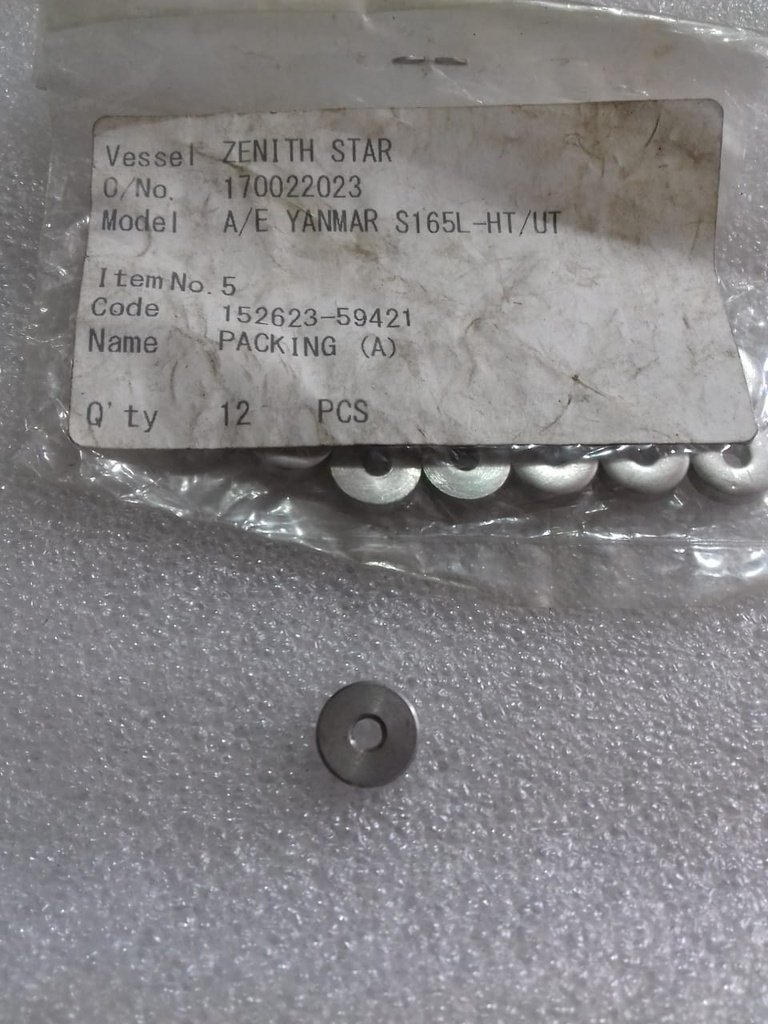 Vessel ZENITH STAR
O/No. 170022023
Model A/E YANMAR S165L-HT/UT
Item No. 5
Code 152623-59421
Name PACKING (A)
Q'ty 12 PCS